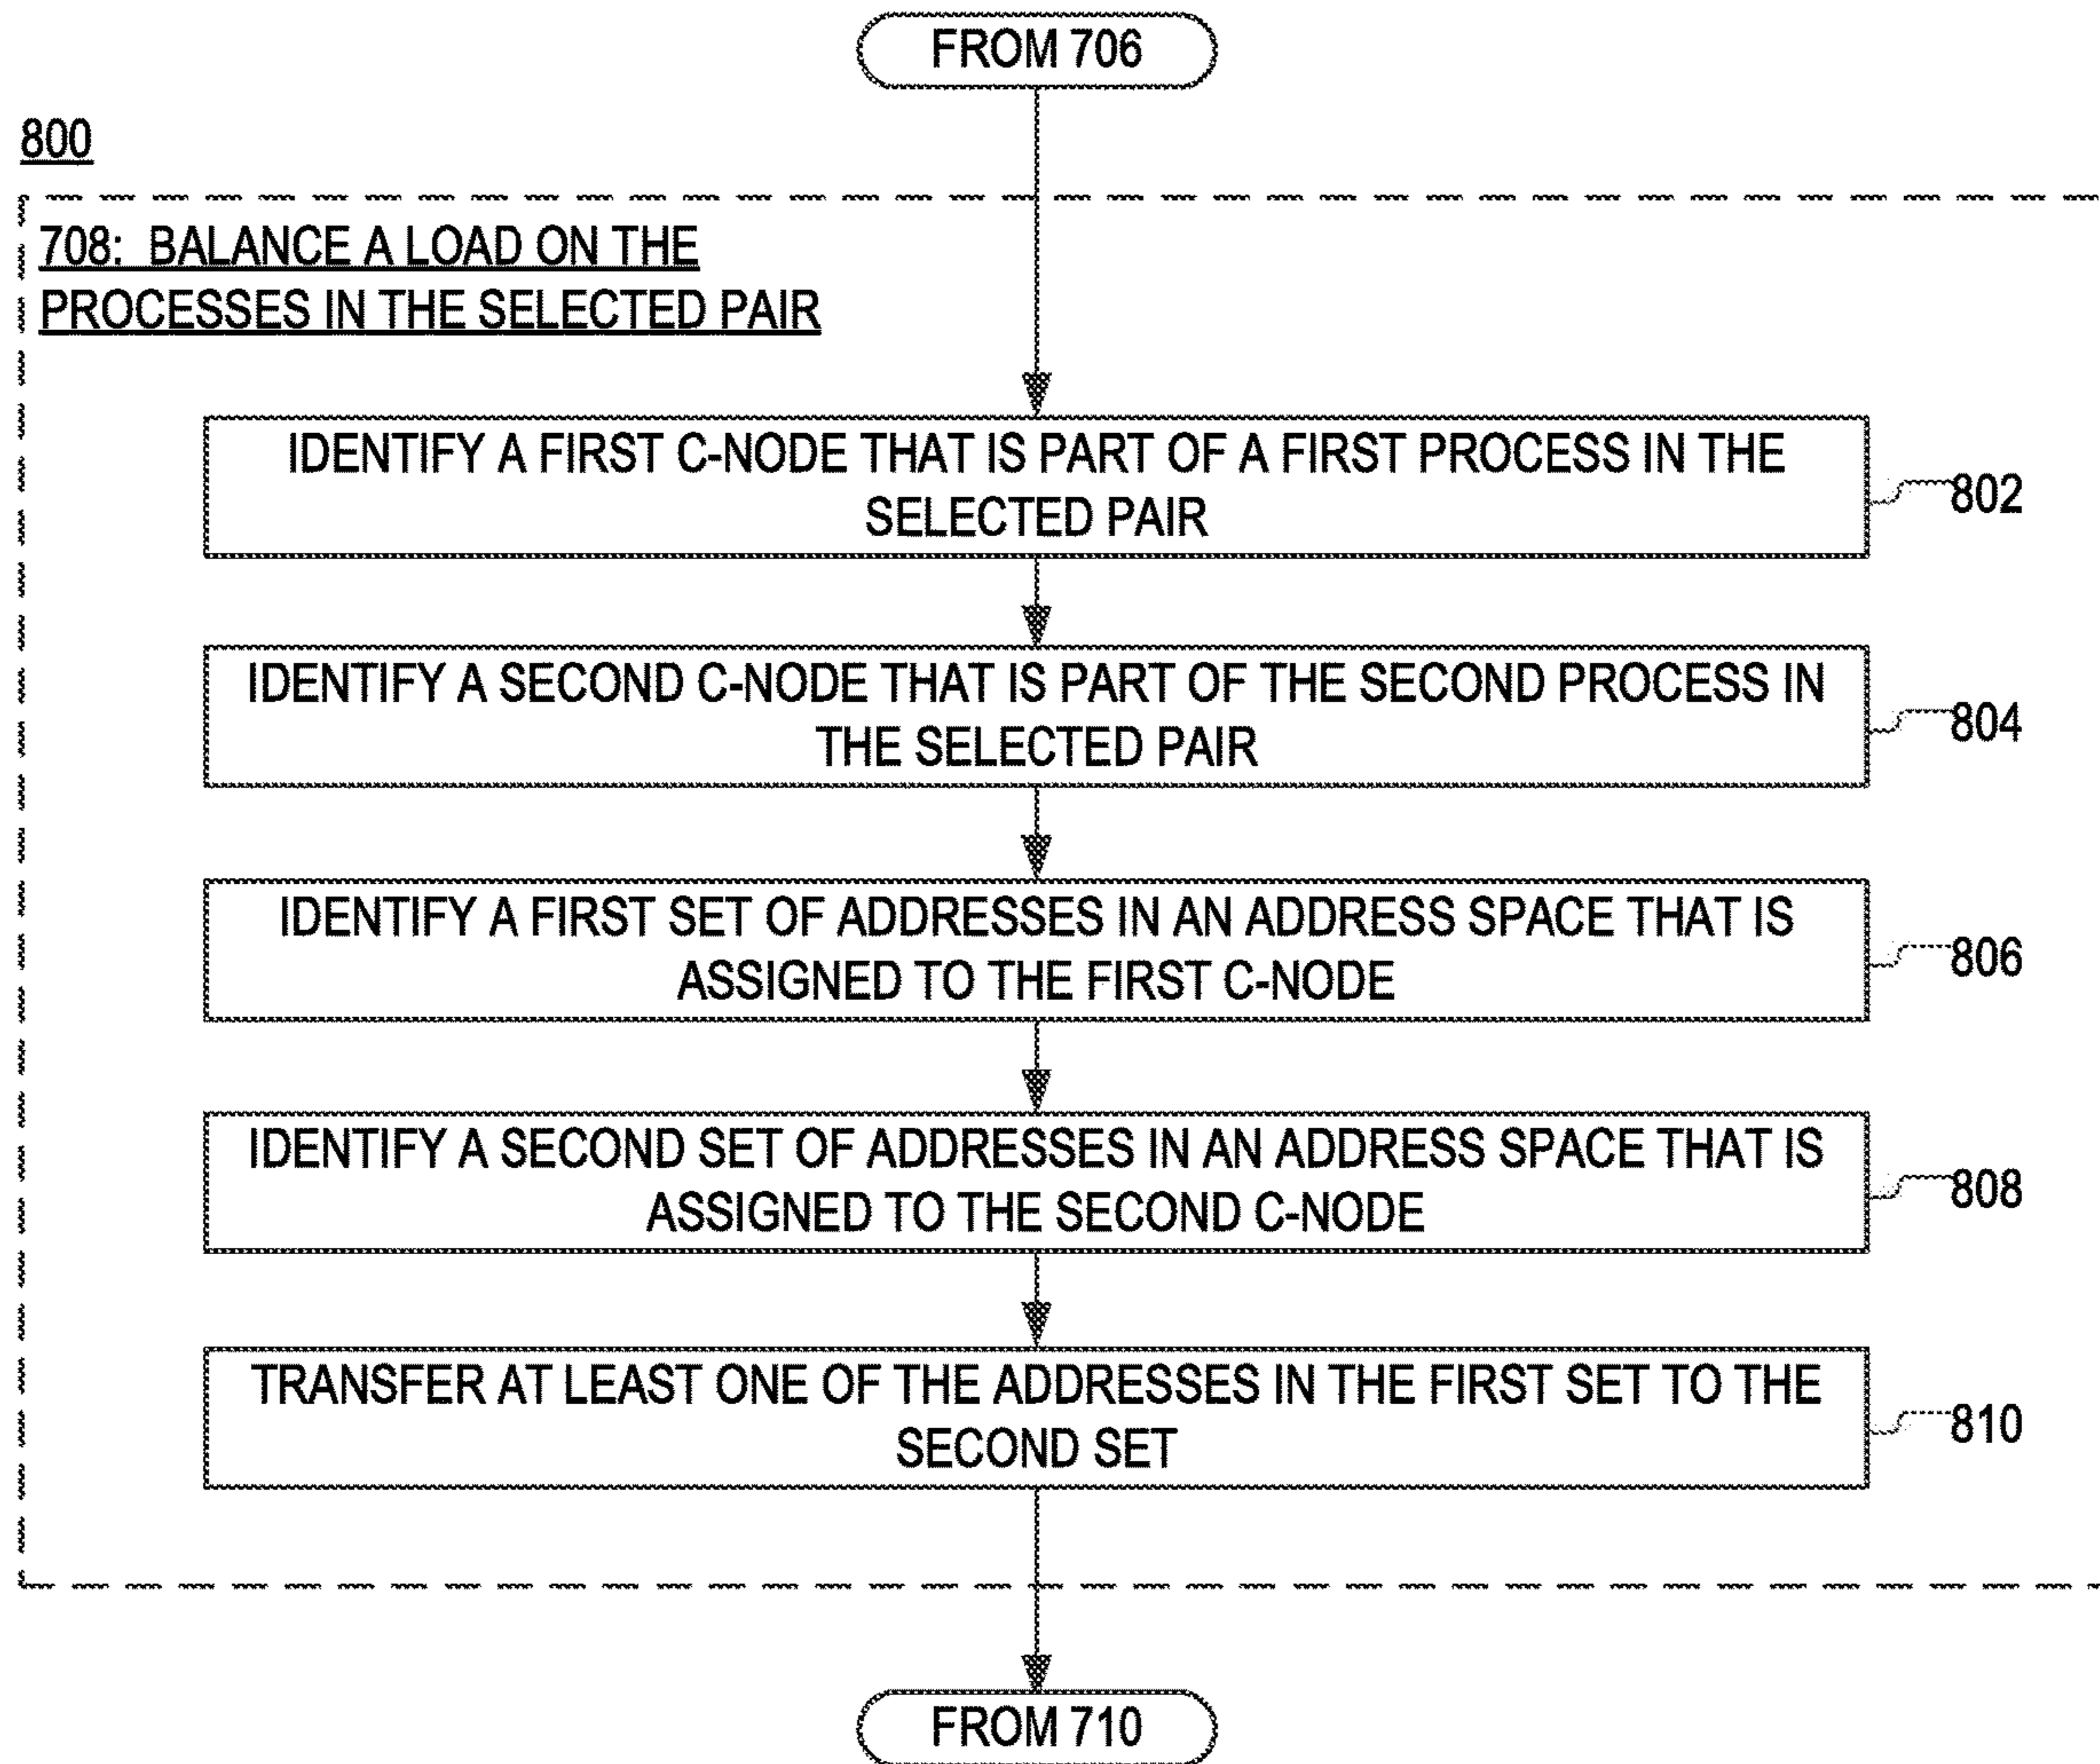 FROM 706
800
708: BALANCE A LOAD ON THE
PROCESSES IN THE SELECTED PAIR
IDENTIFY A FIRST C-NODE THAT IS PART OF A FIRST PROCESS IN THE
SELECTED PAIR
802
IDENTIFY A SECOND C-NODE THAT IS PART OF THE SECOND PROCESS IN
THE SELECTED PAIR
804
IDENTIFY A FIRST SET OF ADDRESSES IN AN ADDRESS SPACE THAT IS
ASSIGNED TO THE FIRST C-NODE
806
IDENTIFY A SECOND SET OF ADDRESSES IN AN ADDRESS SPACE THAT IS
ASSIGNED TO THE SECOND C-NODE
808
TRANSFER AT LEAST ONE OF THE ADDRESSES IN THE FIRST SET TO THE
SECOND SET
810
FROM 710